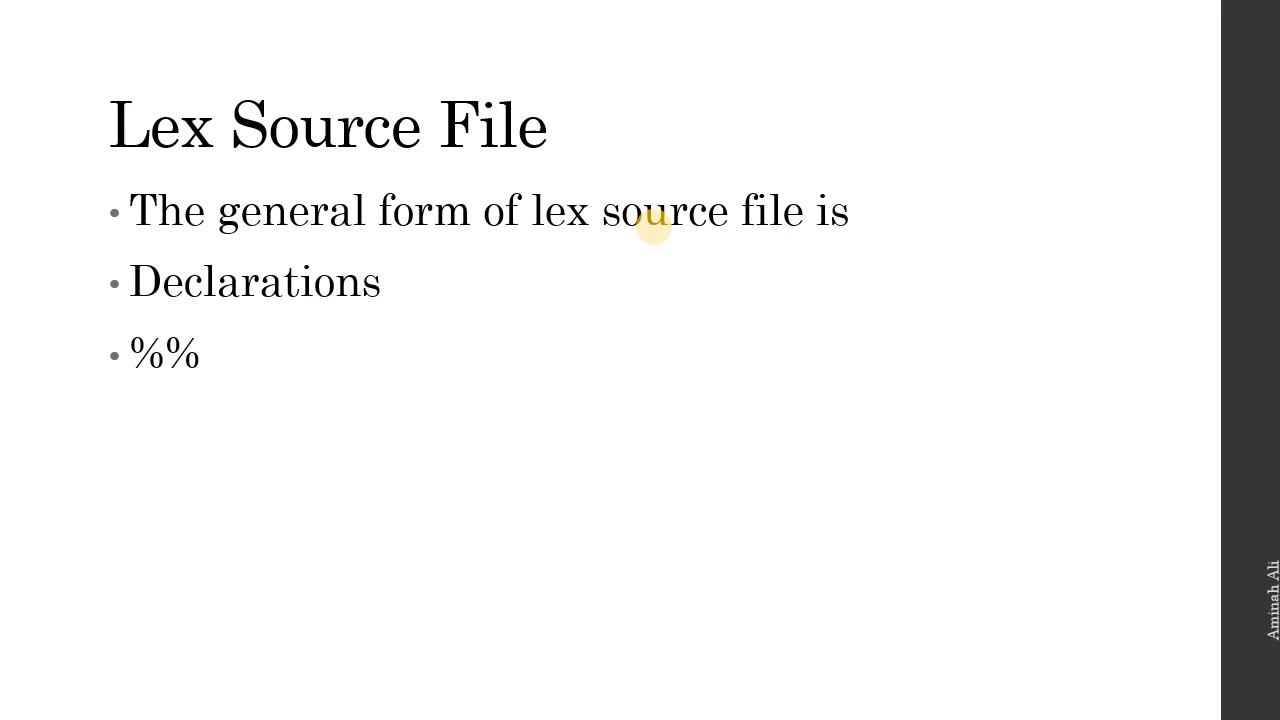 Lex Source File
• The general form of lex source file is
• Declarations
• %%
Aminah Ali